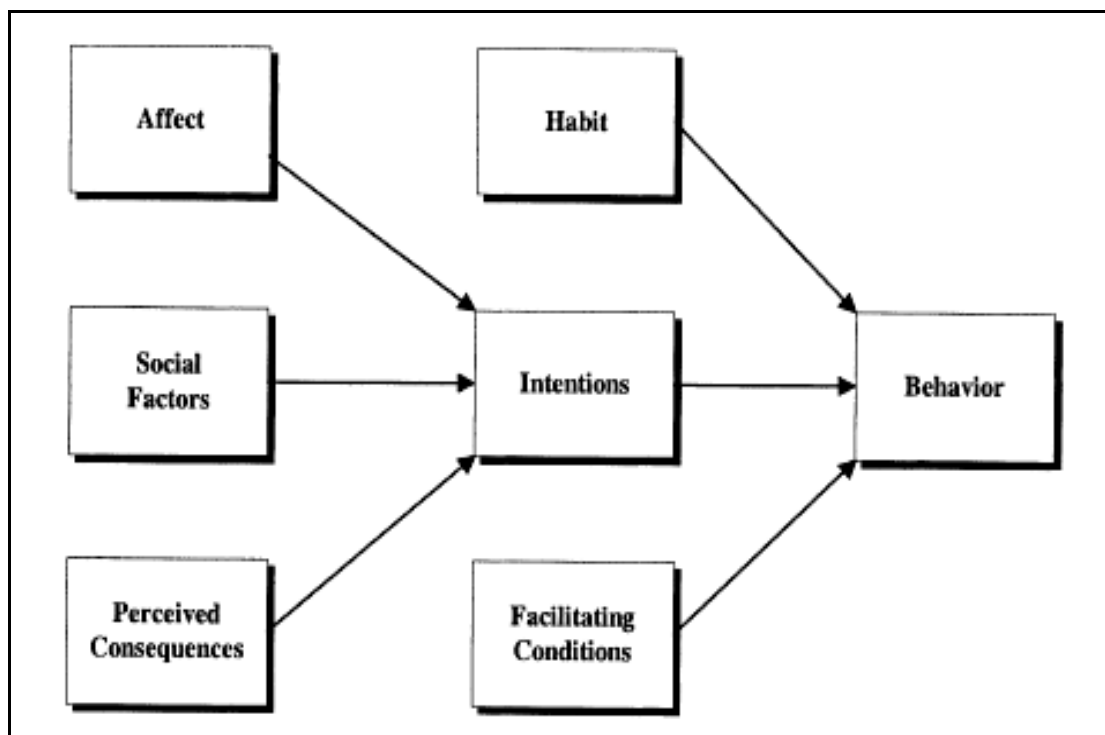 Affect
Habit
Social
Factors
Intentions
Behavior
Perceived
Consequences
Facilitating
Conditions